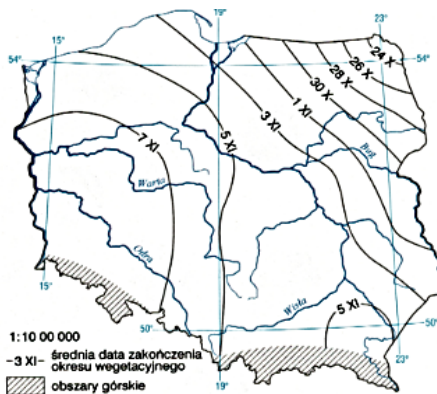 19°
23°
15°
54°
54°
24 X
26 X
28 X
30 X
1 XI
3 XI
5 XI
7 XI
Bug
Warta
Odra
Wisła
5 XI
15°
50°
50°
19°
23°
1:10 00 000
-3 XI- średnia data zakończenia
okresu wegetacyjnego
obszary górskie